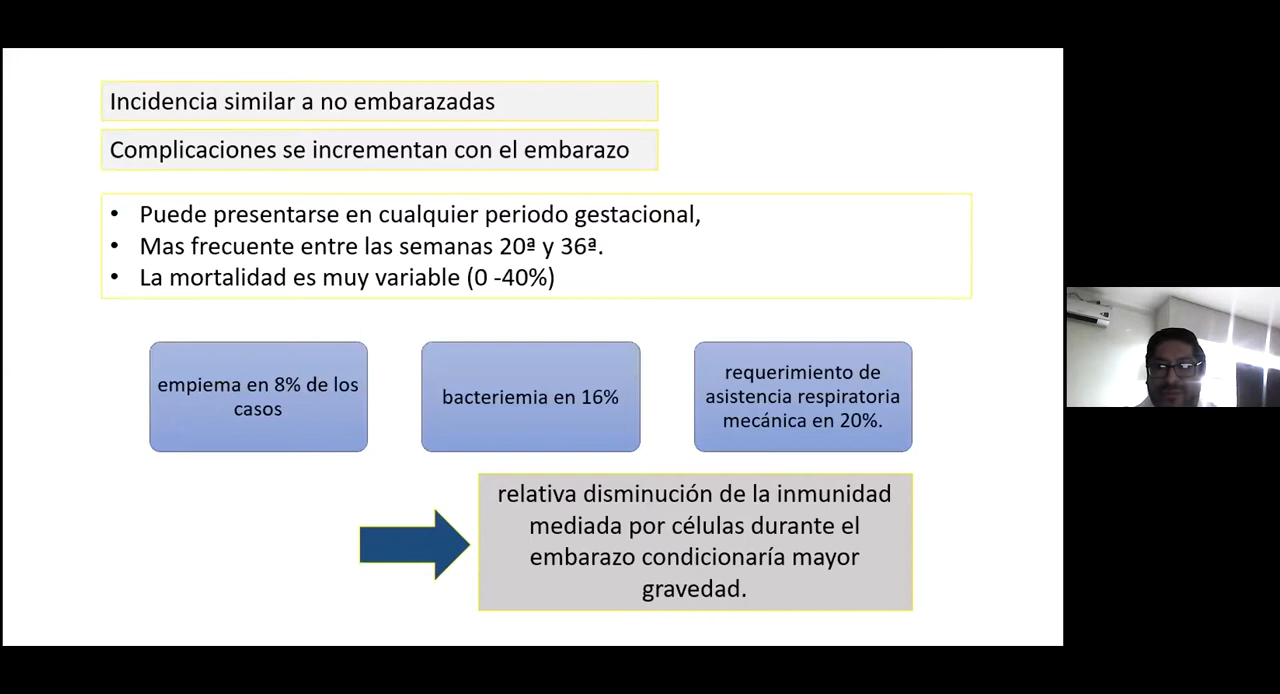 Incidencia similar a no embarazadas
Complicaciones se incrementan con el embarazo
• Puede presentarse en cualquier periodo gestacional,
• Mas frecuente entre las semanas 20ª y 36ª.
• La mortalidad es muy variable (0 -40%)
empiema en 8% de los
casos
bacteriemia en 16%
requerimiento de
asistencia respiratoria
mecánica en 20%.
relativa disminución de la inmunidad
mediada por células durante el
embarazo condicionaría mayor
gravedad.